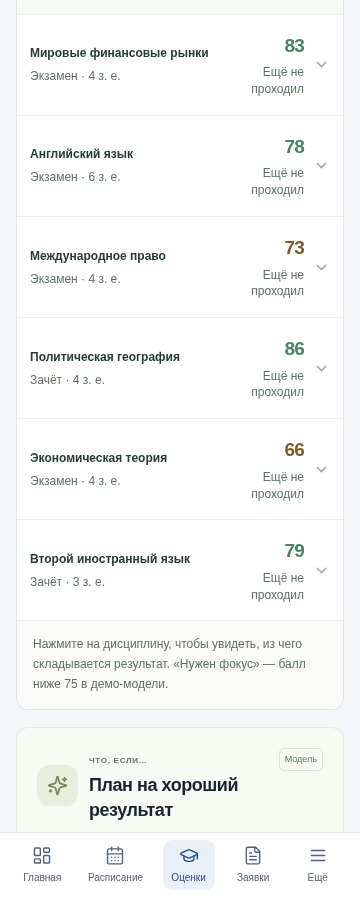 Мировые финансовые рынки
Экзамен · 4 з. е.
83
Ещё не
проходил
Английский язык
Экзамен · 6 з. е.
78
Ещё не
проходил
Международное право
Экзамен · 4 з. е.
73
Ещё не
проходил
Политическая география
Зачёт · 4 з. е.
86
Ещё не
проходил
Экономическая теория
Экзамен · 4 з. е.
66
Ещё не
проходил
Второй иностранный язык
Зачёт · 3 з. е.
79
Ещё не
проходил
Нажмите на дисциплину, чтобы увидеть, из чего
складывается результат. «Нужен фокус» — балл
ниже 75 в демо-модели.
ЧТО, ЕСЛИ…
Модель
План на хороший
результат
Главная
Расписание
Оценки
Заявки
Ещё